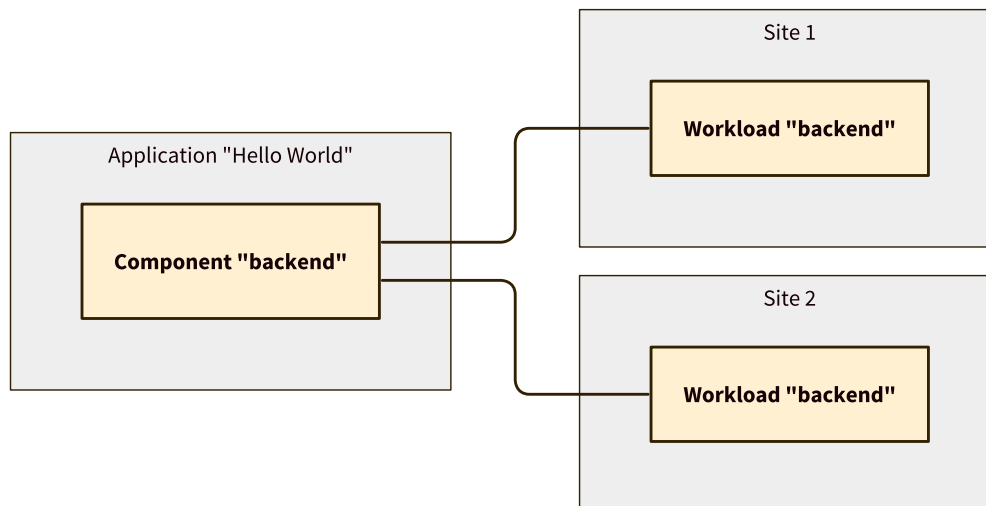 Application "Hello World"
Component "backend"
Site 1
Workload "backend"
Site 2
Workload "backend"